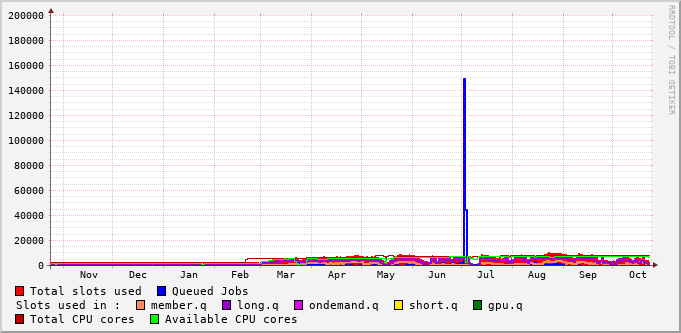 200000
180000
160000
140000
120000
100000
80000
60000
40000
20000
0
Nov Dec Jan Feb Mar Apr May Jun Jul Aug Sep Oct
Total slots used Queued Jobs
Slots used in : member.q long.q ondemand.q short.q gpu.q
Total CPU cores Available CPU cores
RRDTOOL / TOBI OETIKER